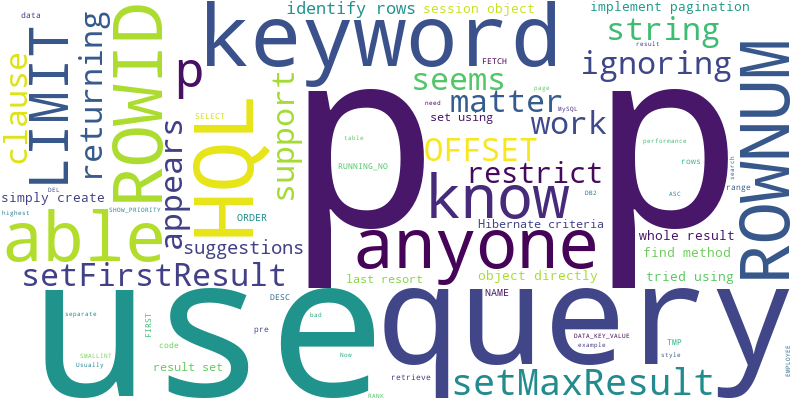 data
keyword
identify rows
session object
implement pagination
string
result
ignoring
ROWNUM
clause
LIMIT
returning
ROWID
p
HQL
SELECT
support
seems
FETCH
matter
need
MySQL
page
set using
work
OFFSET
restrict
p
p
table
RUNNING_NO
performance
rows
search
range
ASC
DB2
know
Hibernate criteria
anyone
whole result
find method
tried using
object directly
last resort
DEL
simply create
SHOW_PRIORITY
highest
appears
ORDER
suggestions
able
setFirstResult
use
query
DESC
NAME
separate
FIRST
code
pre
bad
SMALLINT
Usually
result set
Now
RANK
retrieve
DATA_KEY_VALUE
example
style
TMP
EMPLOYEE
setMaxResult